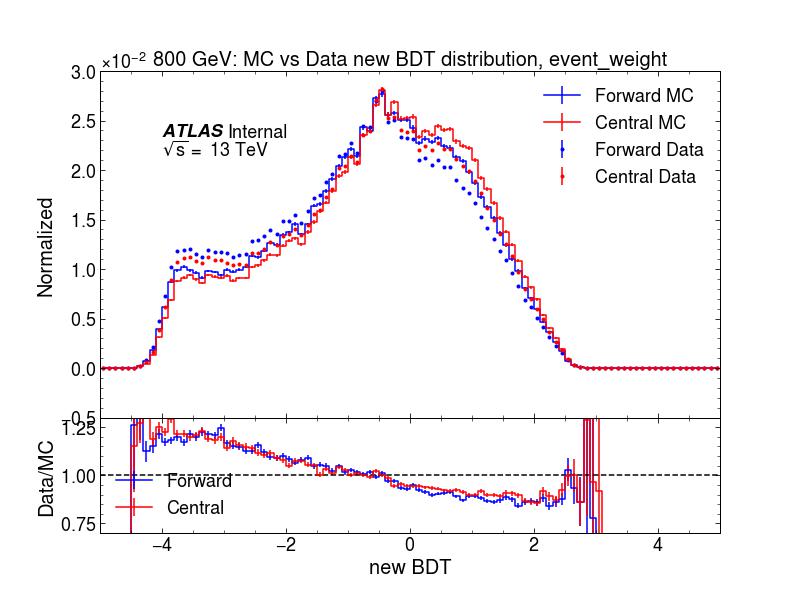 ×10⁻² 800 GeV: MC vs Data new BDT distribution, event_weight
3.0
2.5
2.0
1.5
1.0
0.5
0.0
Normalized
ATLAS Internal
√s = 13 TeV
Forward MC
Central MC
Forward Data
Central Data
0.5
1.25
1.00
0.75
Data/MC
Forward
Central
−4 −2 0 2 4
new BDT